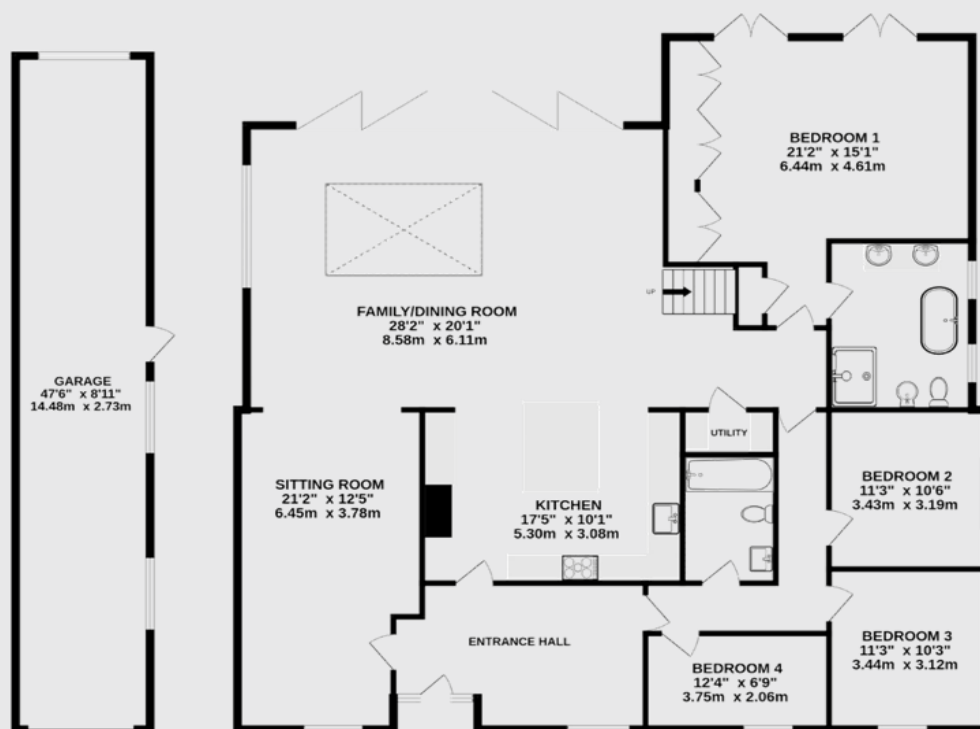 BEDROOM 1
21'2" x 15'1"
6.44m x 4.61m
UP
FAMILY/DINING ROOM
28'2" x 20'1"
8.58m x 6.11m
GARAGE
47'6" x 8'11"
14.48m x 2.73m
UTILITY
SITTING ROOM
21'2" x 12'5"
6.45m x 3.78m
KITCHEN
17'5" x 10'1"
5.30m x 3.08m
BEDROOM 2
11'3" x 10'6"
3.43m x 3.19m
ENTRANCE HALL
BEDROOM 3
11'3" x 10'3"
3.44m x 3.12m
BEDROOM 4
12'4" x 6'9"
3.75m x 2.06m